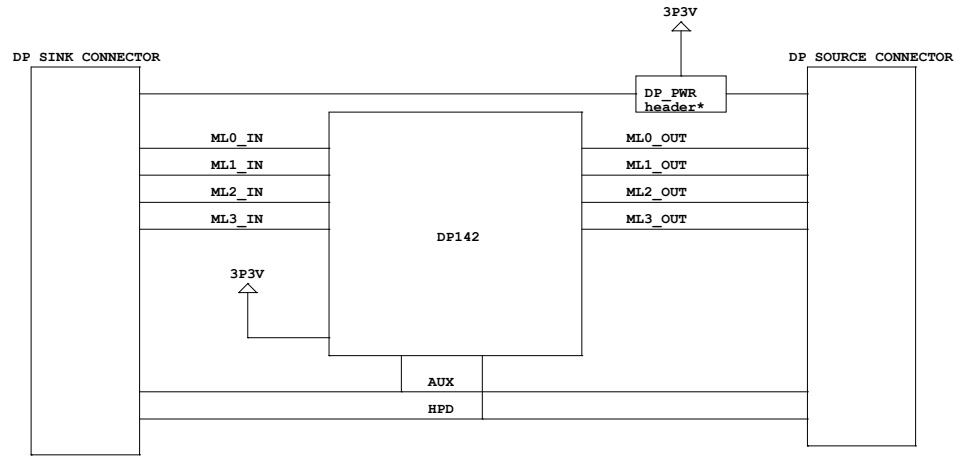 3P3V
DP SINK CONNECTOR
DP SOURCE CONNECTOR
DP_PWR
header*
ML0_IN
ML0_OUT
ML1_IN
ML1_OUT
ML2_IN
ML2_OUT
ML3_IN
ML3_OUT
DP142
3P3V
AUX
HPD